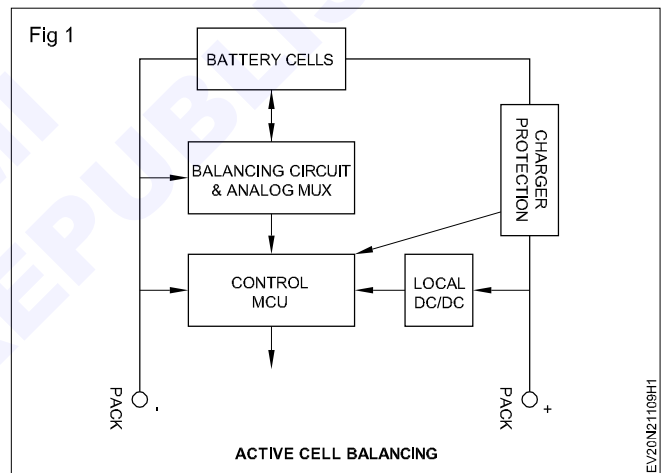 Fig 1
BATTERY CELLS
CHARGER
PROTECTION
BALANCING CIRCUIT
& ANALOG MUX
CONTROL
MCU
LOCAL
DC/DC
PACK -
PACK +
ACTIVE CELL BALANCING
EV20N21109H1